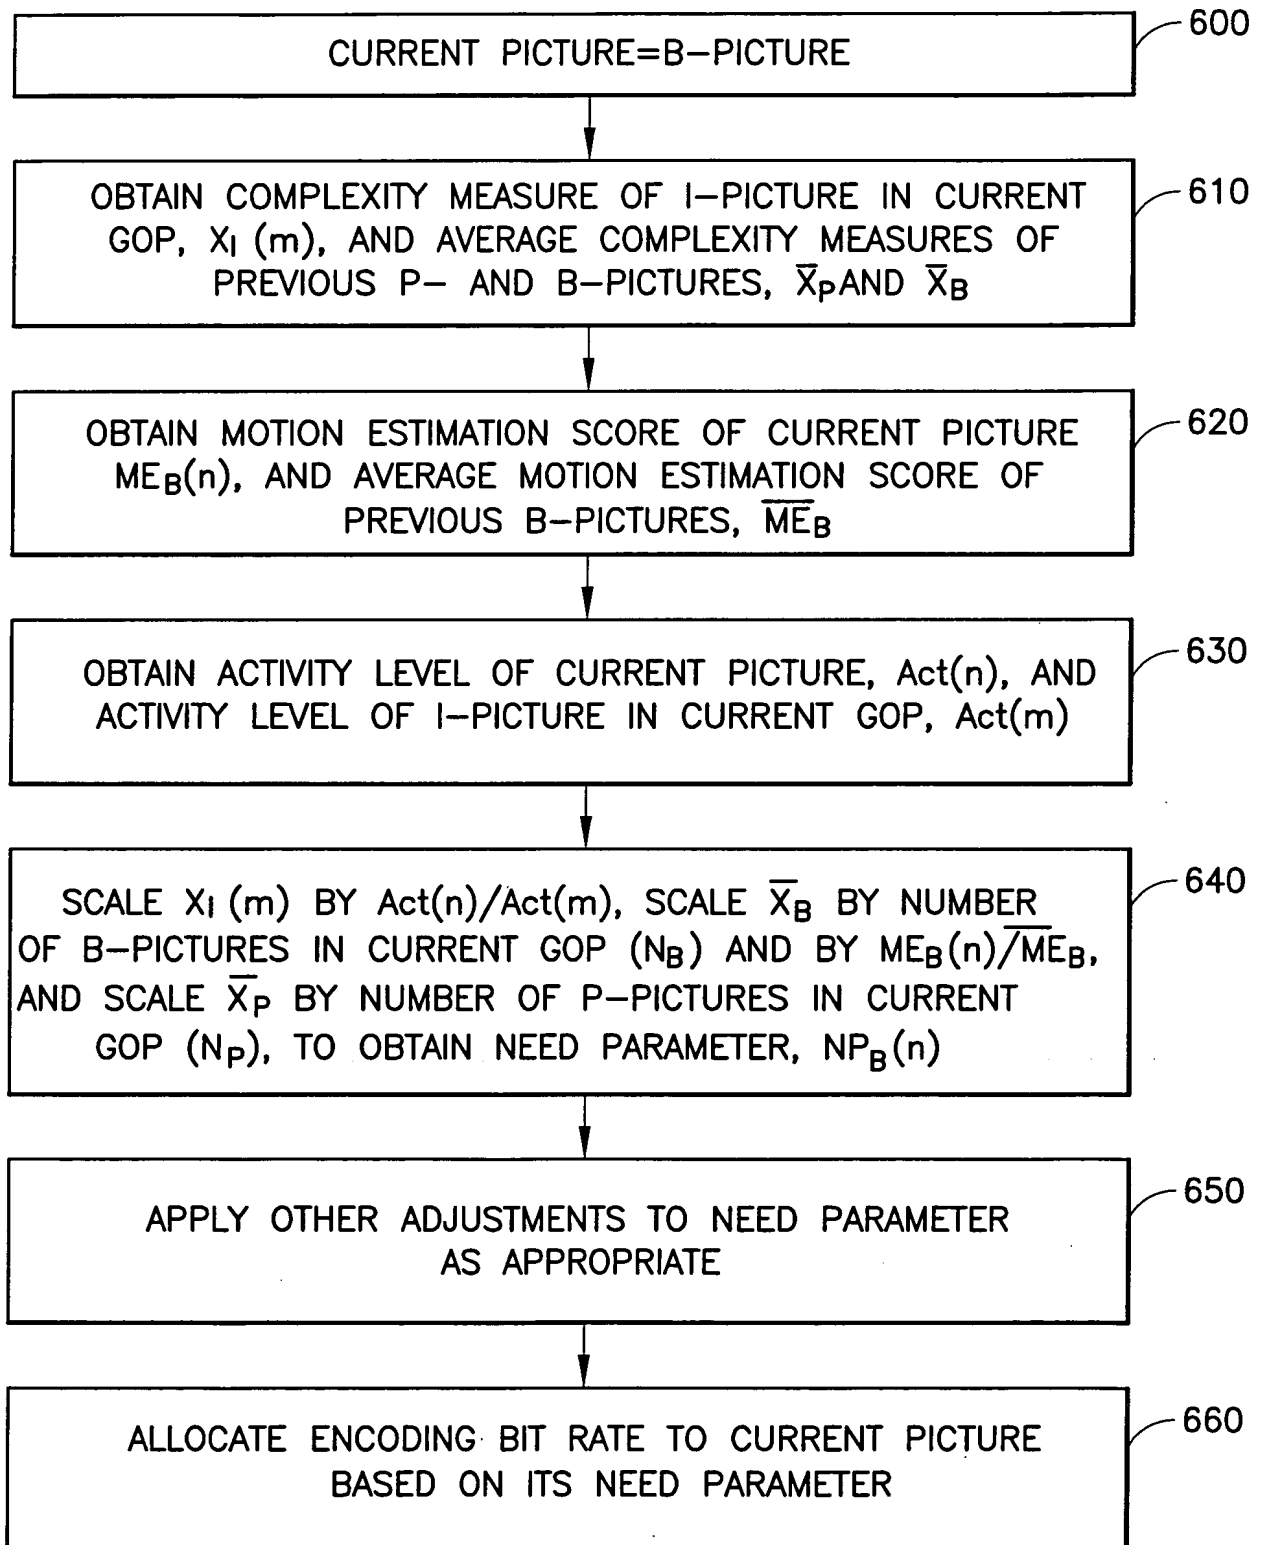 CURRENT PICTURE=B-PICTURE
600
OBTAIN COMPLEXITY MEASURE OF I-PICTURE IN CURRENT
GOP, XI (m), AND AVERAGE COMPLEXITY MEASURES OF
PREVIOUS P- AND B-PICTURES, X̅P AND X̅B
610
OBTAIN MOTION ESTIMATION SCORE OF CURRENT PICTURE
MEB(n), AND AVERAGE MOTION ESTIMATION SCORE OF
PREVIOUS B-PICTURES, M̅E̅B
620
OBTAIN ACTIVITY LEVEL OF CURRENT PICTURE, Act(n), AND
ACTIVITY LEVEL OF I-PICTURE IN CURRENT GOP, Act(m)
630
SCALE XI (m) BY Act(n)/Act(m), SCALE X̅B BY NUMBER
OF B-PICTURES IN CURRENT GOP (NB) AND BY MEB(n)/M̅E̅B,
AND SCALE X̅P BY NUMBER OF P-PICTURES IN CURRENT
GOP (NP), TO OBTAIN NEED PARAMETER, NPB(n)
640
APPLY OTHER ADJUSTMENTS TO NEED PARAMETER
AS APPROPRIATE
650
ALLOCATE ENCODING BIT RATE TO CURRENT PICTURE
BASED ON ITS NEED PARAMETER
660